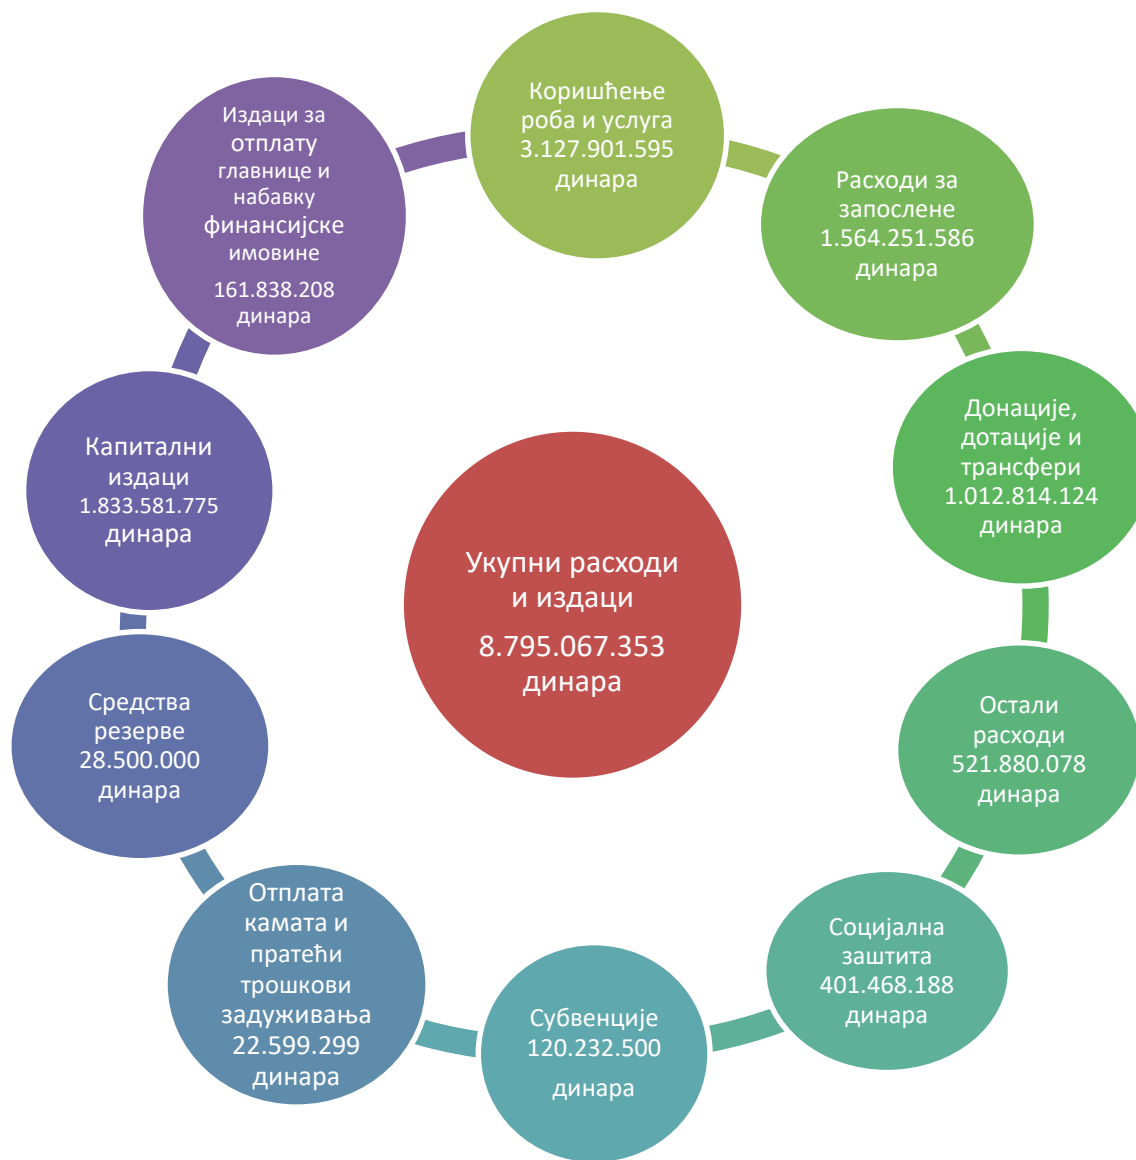 Коришћење
роба и услуга
3.127.901.595
динара
Расходи за
запослене
1.564.251.586
динара
Донације,
дотације и
трансфери
1.012.814.124
динара
Остали
расходи
521.880.078
динара
Социјална
заштита
401.468.188
динара
Субвенције
120.232.500
динара
Отплата
камата и
пратећи
трошкови
задуживања
22.599.299
динара
Средства
резерве
28.500.000
динара
Капитални
издаци
1.833.581.775
динара
Издаци за
отплату
главнице и
набавку
финансијске
имовине
161.838.208
динара
Укупни расходи
и издаци
8.795.067.353
динара